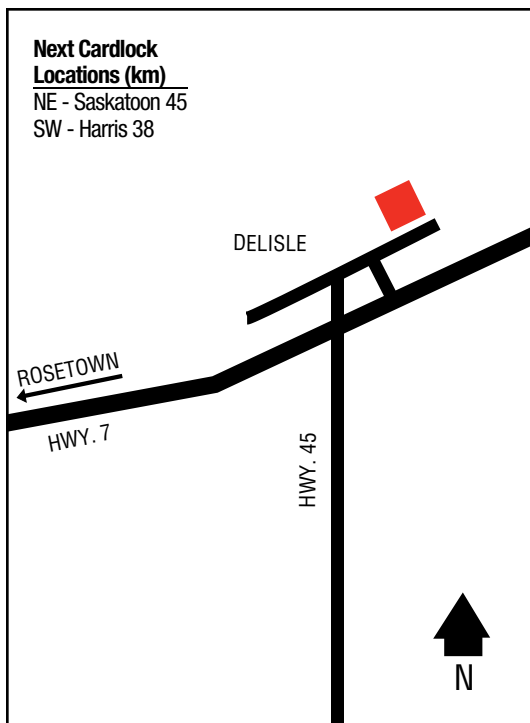 Next Cardlock
Locations (km)
NE - Saskatoon 45
SW - Harris 38
DELISLE
ROSETOWN
HWY. 7
HWY. 45
N